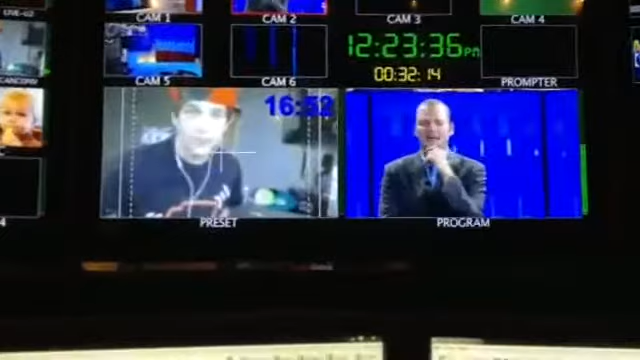 CAM 1
CAM 2
CAM 3
CAM 4
12:23:36 PM
00:32:14
CAM 5
CAM 6
PROMPTER
16:52
PRESET
PROGRAM